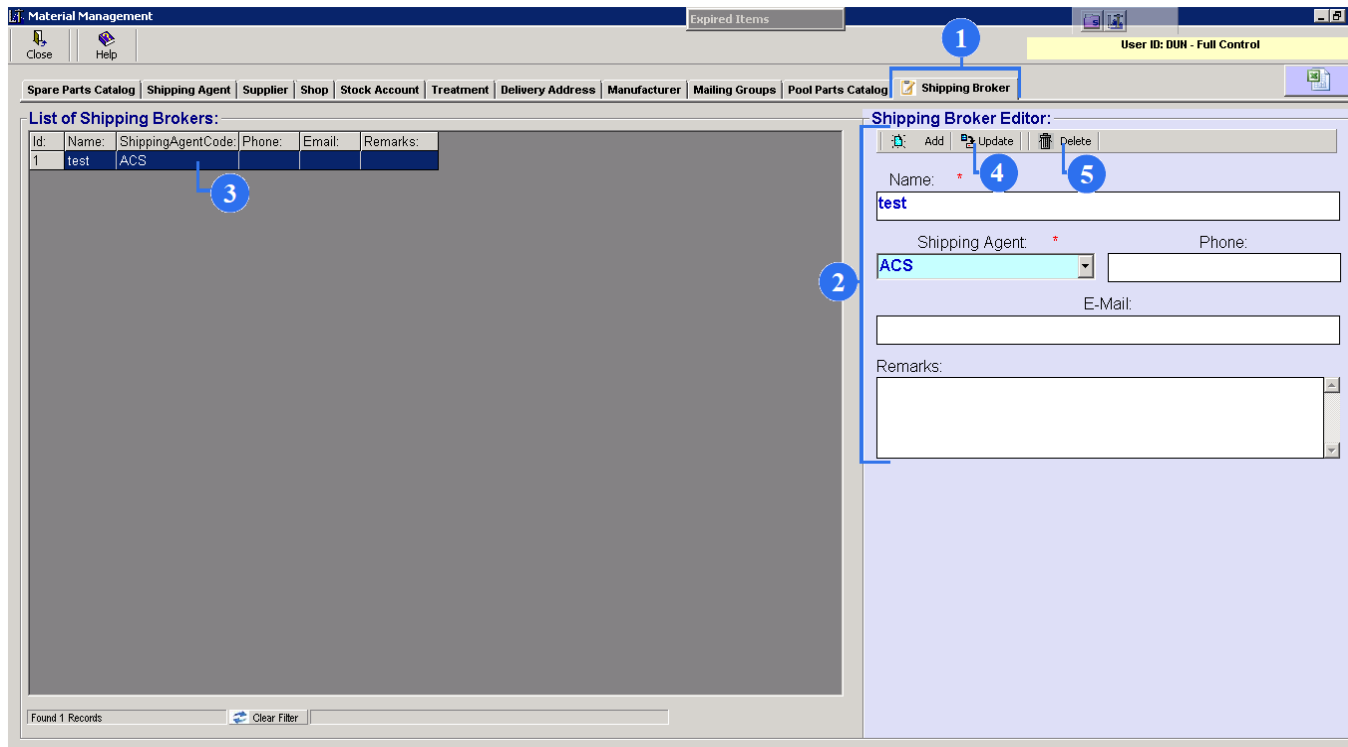 Material Management
Expired Items
Close
Help
User ID: DUN - Full Control
1
Spare Parts Catalog Shipping Agent Supplier Shop Stock Account Treatment Delivery Address Manufacturer Mailing Groups Pool Parts Catalog Shipping Broker
List of Shipping Brokers:
Id: Name: ShippingAgentCode: Phone: Email: Remarks:
1 test ACS
3
Shipping Broker Editor:
Add Update Delete
4 5
Name: *
test
Shipping Agent: * Phone:
ACS
2
E-Mail:
Remarks:
Found 1 Records Clear Filter